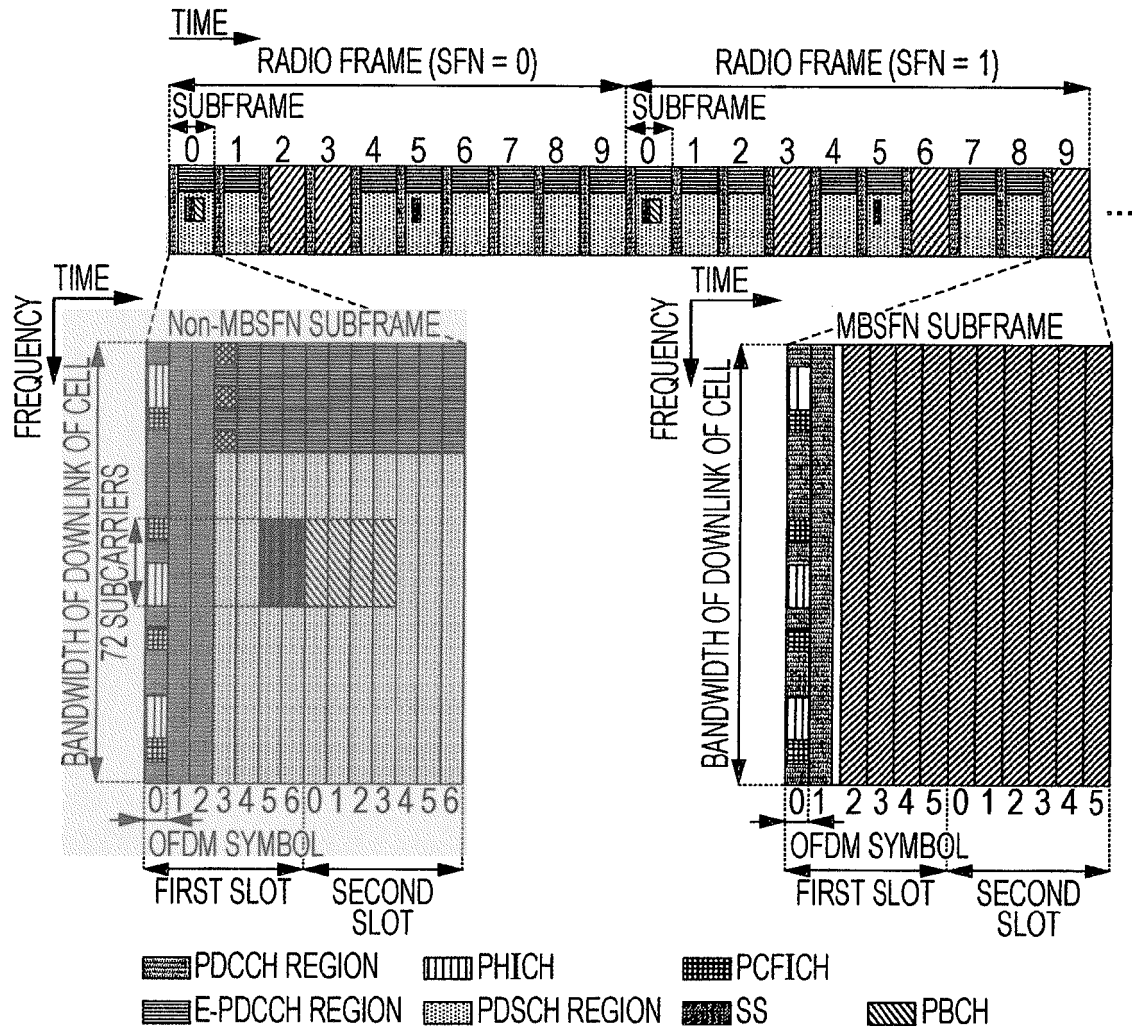 TIME
RADIO FRAME (SFN = 0) RADIO FRAME (SFN = 1)
SUBFRAME SUBFRAME
0 1 2 3 4 5 6 7 8 9 0 1 2 3 4 5 6 7 8 9
...
TIME TIME
FREQUENCY FREQUENCY
Non-MBSFN SUBFRAME MBSFN SUBFRAME
BANDWIDTH OF DOWNLINK OF CELL
72 SUBCARRIERS
BANDWIDTH OF DOWNLINK OF CELL
0 1 2 3 4 5 6 0 1 2 3 4 5 6 0 1 2 3 4 5 0 1 2 3 4 5
OFDM SYMBOL OFDM SYMBOL
FIRST SLOT SECOND SLOT FIRST SLOT SECOND SLOT
PDCCH REGION PHICH PCFICH
E-PDCCH REGION PDSCH REGION SS PBCH